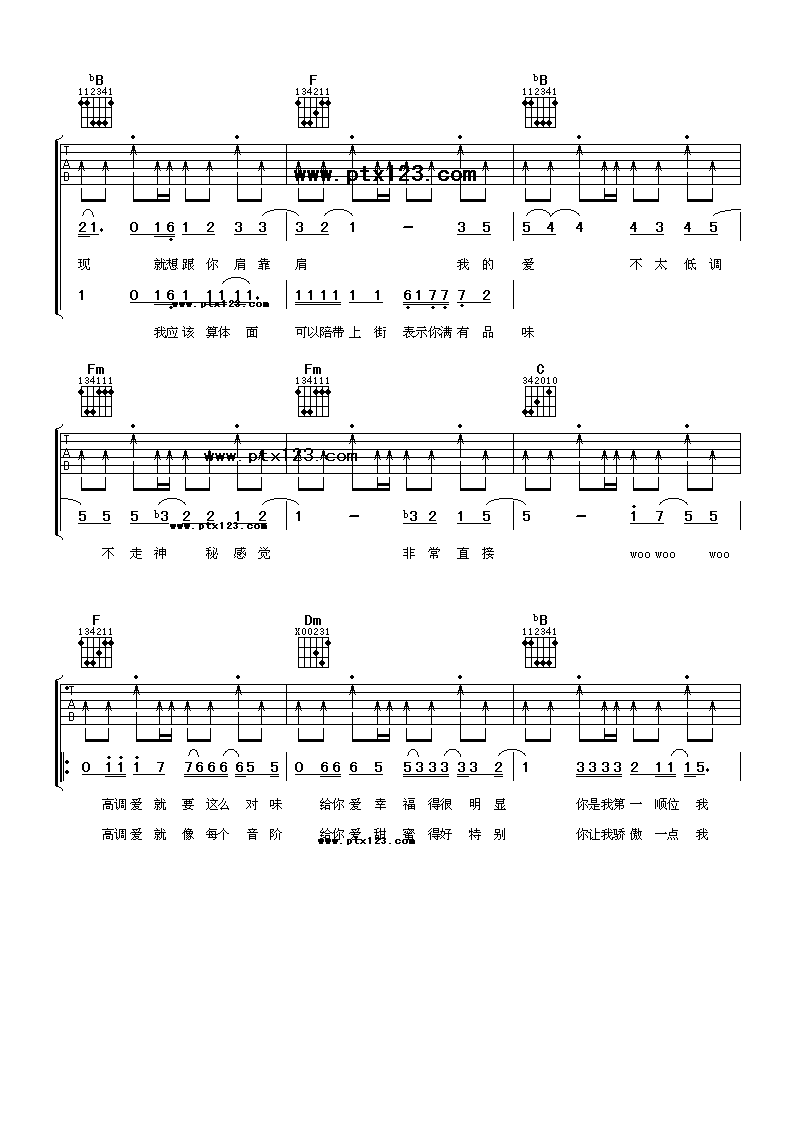 ♭B F ♭B
112341 134211 112341
T
A
B
www.ptx123.com
21. 0 16 1 2 3 3 3 2 1 - 3 5 5 4 4 4 3 4 5
现 就想 跟 你 肩 靠 肩 我 的 爱 不 太 低 调
1 0 16 1 11 11. 1111 1 1 6177 7 2
www.ptx123.com
我应 该 算体 面 可以陪带 上 街 表示你满 有 品 味
Fm Fm C
134111 134111 342010
T
A
B
www.ptx123.com
5 5 5 ♭3 2 2 1 2 1 - ♭3 2 1 5 5 - 1 7 5 5
www.ptx123.com
不 走 神 秘 感 觉 非 常 直 接 woo woo woo
F Dm ♭B
134211 X00231 112341
T
A
B
0 11 1 7 7666 65 5 0 66 6 5 5333 33 2 1 3333 2 11 15.
高调 爱 就 要 这么 对 味 给你 爱 幸 福 得很 明 显 你是我第 一 顺位 我
高调 爱 就 像 每个 音 阶 给你 爱 甜 蜜 得好 特 别 你让我骄 傲 一点 我
www.ptx123.com